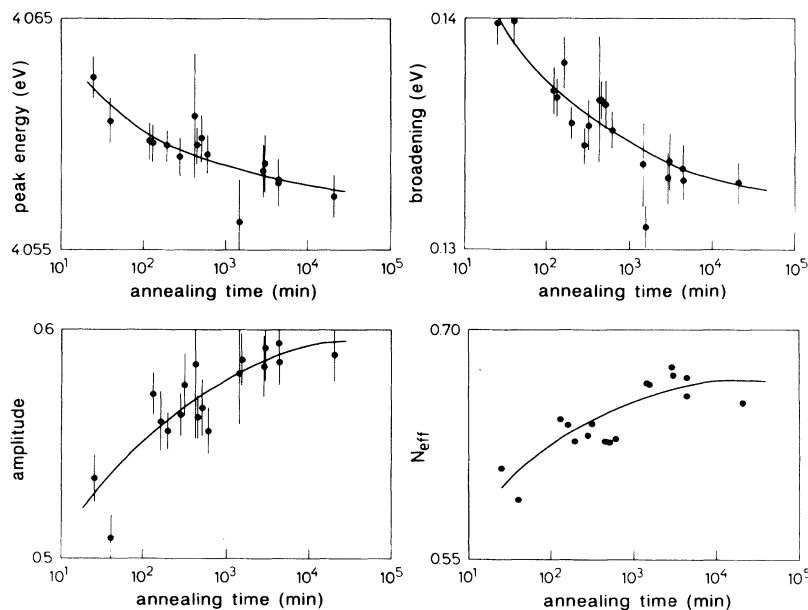 4.065
peak energy (eV)
4.055
10¹ 10² 10³ 10⁴ 10⁵
annealing time (min)
0.14
broadening (eV)
0.13
10¹ 10² 10³ 10⁴ 10⁵
annealing time (min)
0.6
amplitude
0.5
10¹ 10² 10³ 10⁴ 10⁵
annealing time (min)
0.70
N_eff
0.55
10¹ 10² 10³ 10⁴ 10⁵
annealing time (min)